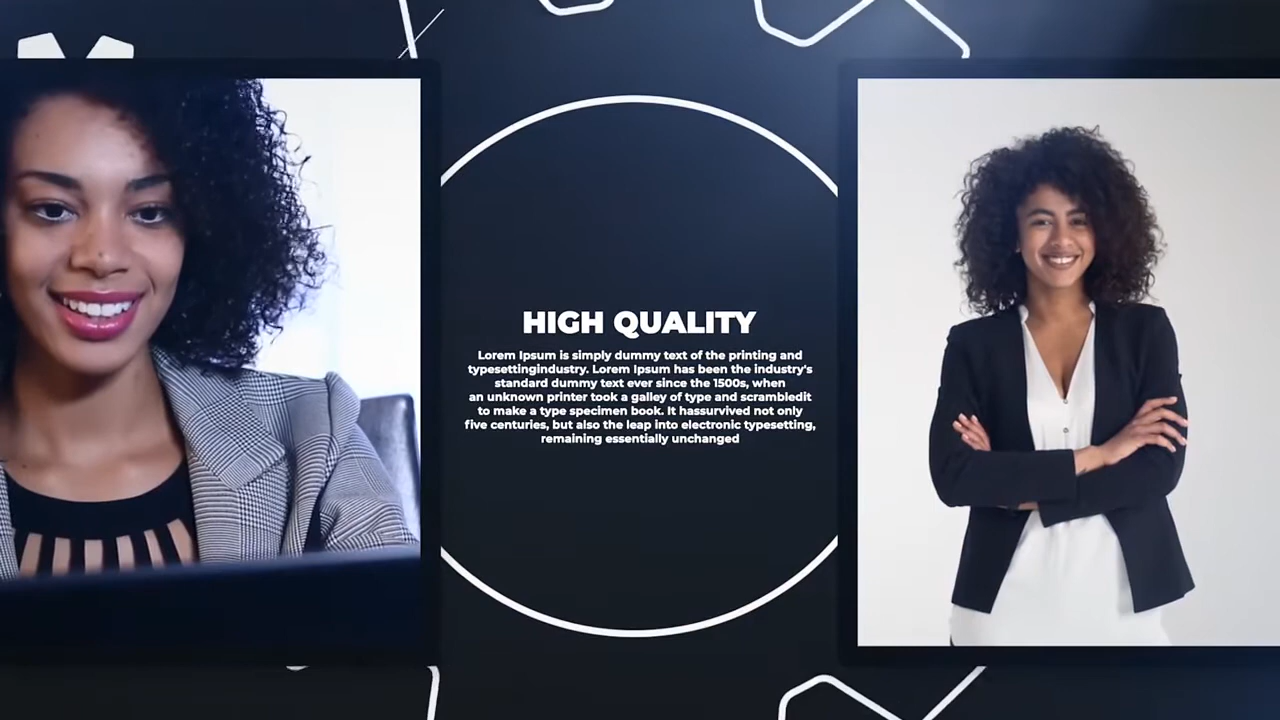 HIGH QUALITY
Lorem Ipsum is simply dummy text of the printing and
typesettingindustry. Lorem Ipsum has been the industry's
standard dummy text ever since the 1500s, when
an unknown printer took a galley of type and scrambledit
to make a type specimen book. It hassurvived not only
five centuries, but also the leap into electronic typesetting,
remaining essentially unchanged